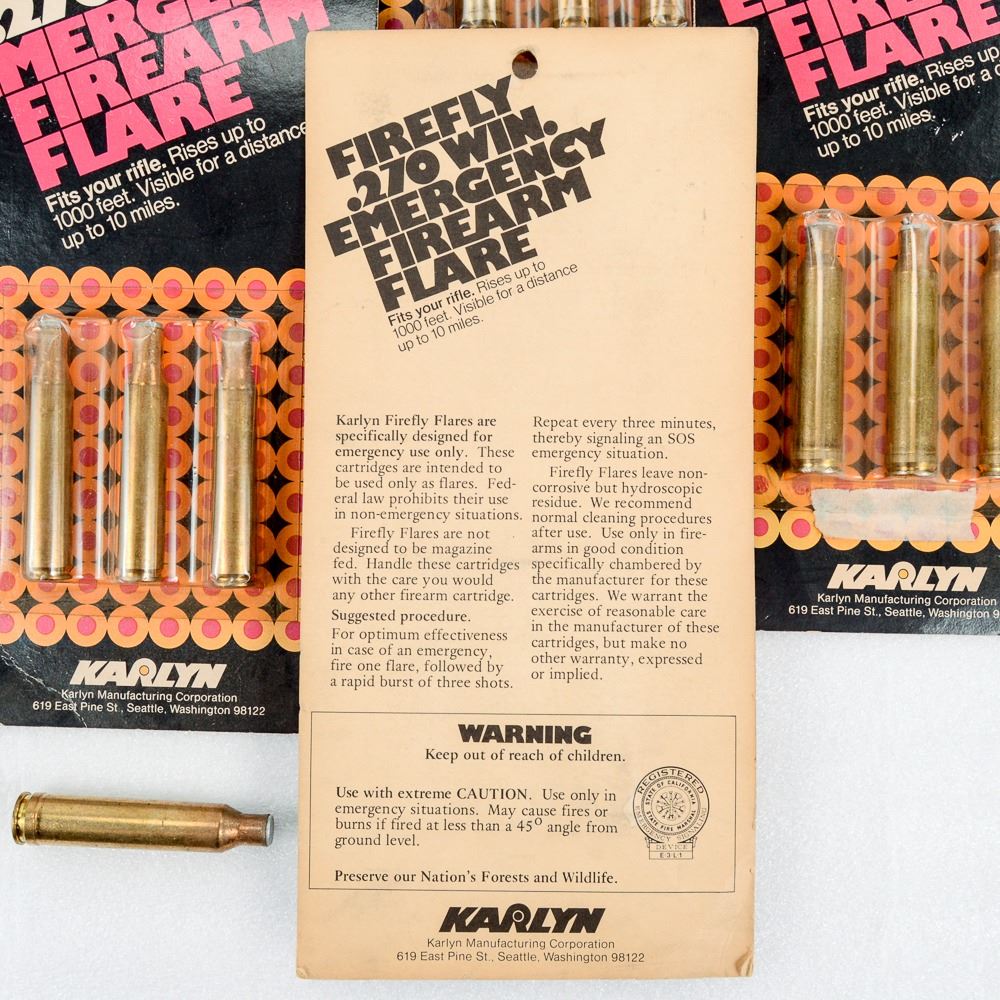 .270
MERGEN
FIREARM
FLARE
Fits your rifle. Rises up to
1000 feet. Visible for a distance
up to 10 miles.
KARLYN
Karlyn Manufacturing Corporation
619 East Pine St., Seattle, Washington 98122
FIREFLY
.270 WIN.
EMERGENCY
FIREARM
FLARE
Fits your rifle. Rises up to
1000 feet. Visible for a distance
up to 10 miles.
Karlyn Firefly Flares are
specifically designed for
emergency use only. These
cartridges are intended to
be used only as flares. Fed-
eral law prohibits their use
in non-emergency situations.
Firefly Flares are not
designed to be magazine
fed. Handle these cartridges
with the care you would
any other firearm cartridge.
Suggested procedure.
For optimum effectiveness
in case of an emergency,
fire one flare, followed by
a rapid burst of three shots.
Repeat every three minutes,
thereby signaling an SOS
emergency situation.
Firefly Flares leave non-
corrosive but hydroscopic
residue. We recommend
normal cleaning procedures
after use. Use only in fire-
arms in good condition
specifically chambered by
the manufacturer for these
cartridges. We warrant the
exercise of reasonable care
in the manufacturer of these
cartridges, but make no
other warranty, expressed
or implied.
WARNING
Keep out of reach of children.
Use with extreme CAUTION. Use only in
emergency situations. May cause fires or
burns if fired at less than a 45° angle from
ground level.
Preserve our Nation's Forests and Wildlife.
REGISTERED
STATE OF CALIFORNIA
STATE FIRE MARSHAL
EMERGENCY SIGNALING
DEVICE
E3L1
KARLYN
Karlyn Manufacturing Corporation
619 East Pine St., Seattle, Washington 98122
FIREARM
FLARE
Fits your rifle. Rises up
1000 feet. Visible for a
up to 10 miles.
KARLYN
Karlyn Manufacturing Corporation
619 East Pine St., Seattle, Washington 9